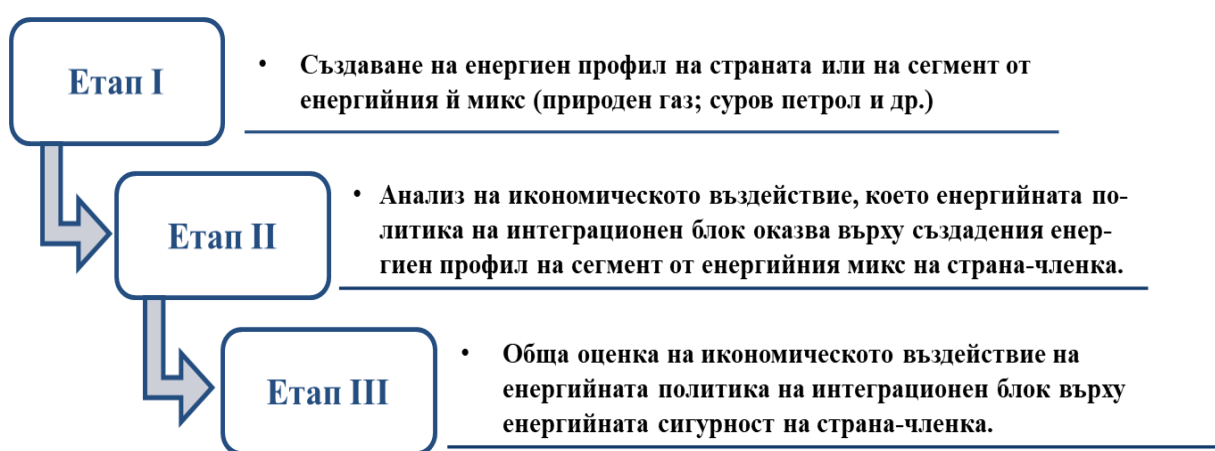 Етап I
• Създаване на енергиен профил на страната или на сегмент от
енергийния й микс (природен газ; суров петрол и др.)
Етап II
• Анализ на икономическото въздействие, което енергийната по-
литика на интеграционен блок оказва върху създадения енер-
гиен профил на сегмент от енергийния микс на страна-членка.
Етап III
• Обща оценка на икономическото въздействие на
енергийната политика на интеграционен блок върху
енергийната сигурност на страна-членка.